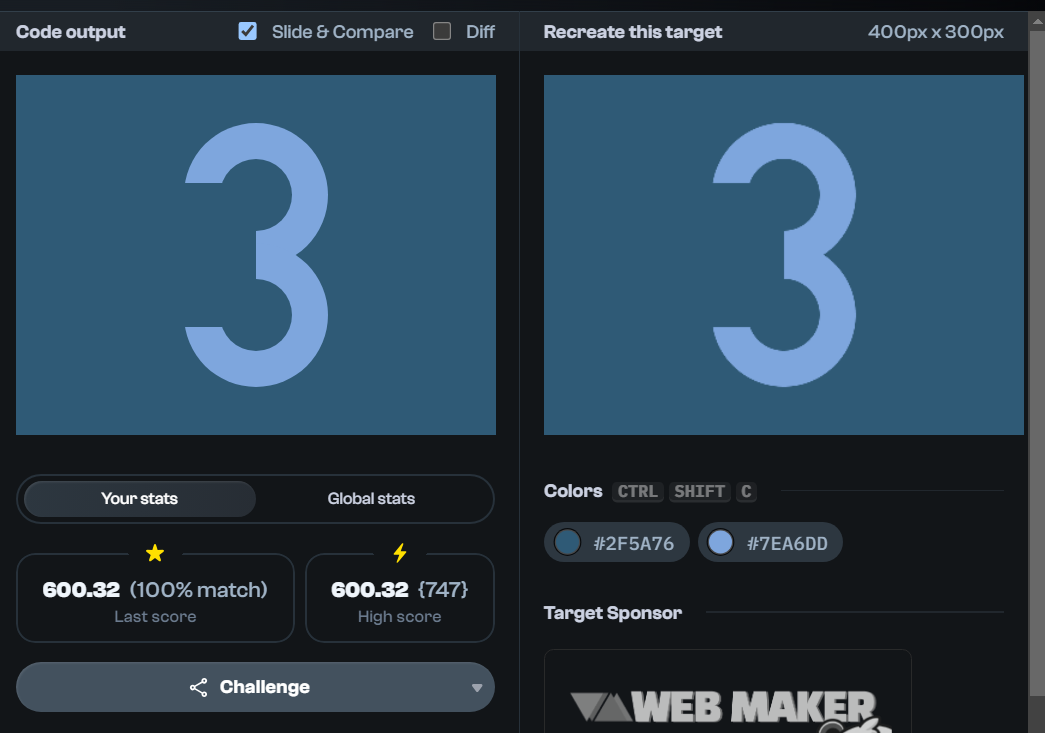 Code output
Slide & Compare
Diff
Recreate this target
400px x 300px
3
3
Your stats
Global stats
600.32 (100% match)
Last score
600.32 {747}
High score
Challenge
Colors CTRL SHIFT C
#2F5A76
#7EA6DD
Target Sponsor
WEB MAKER